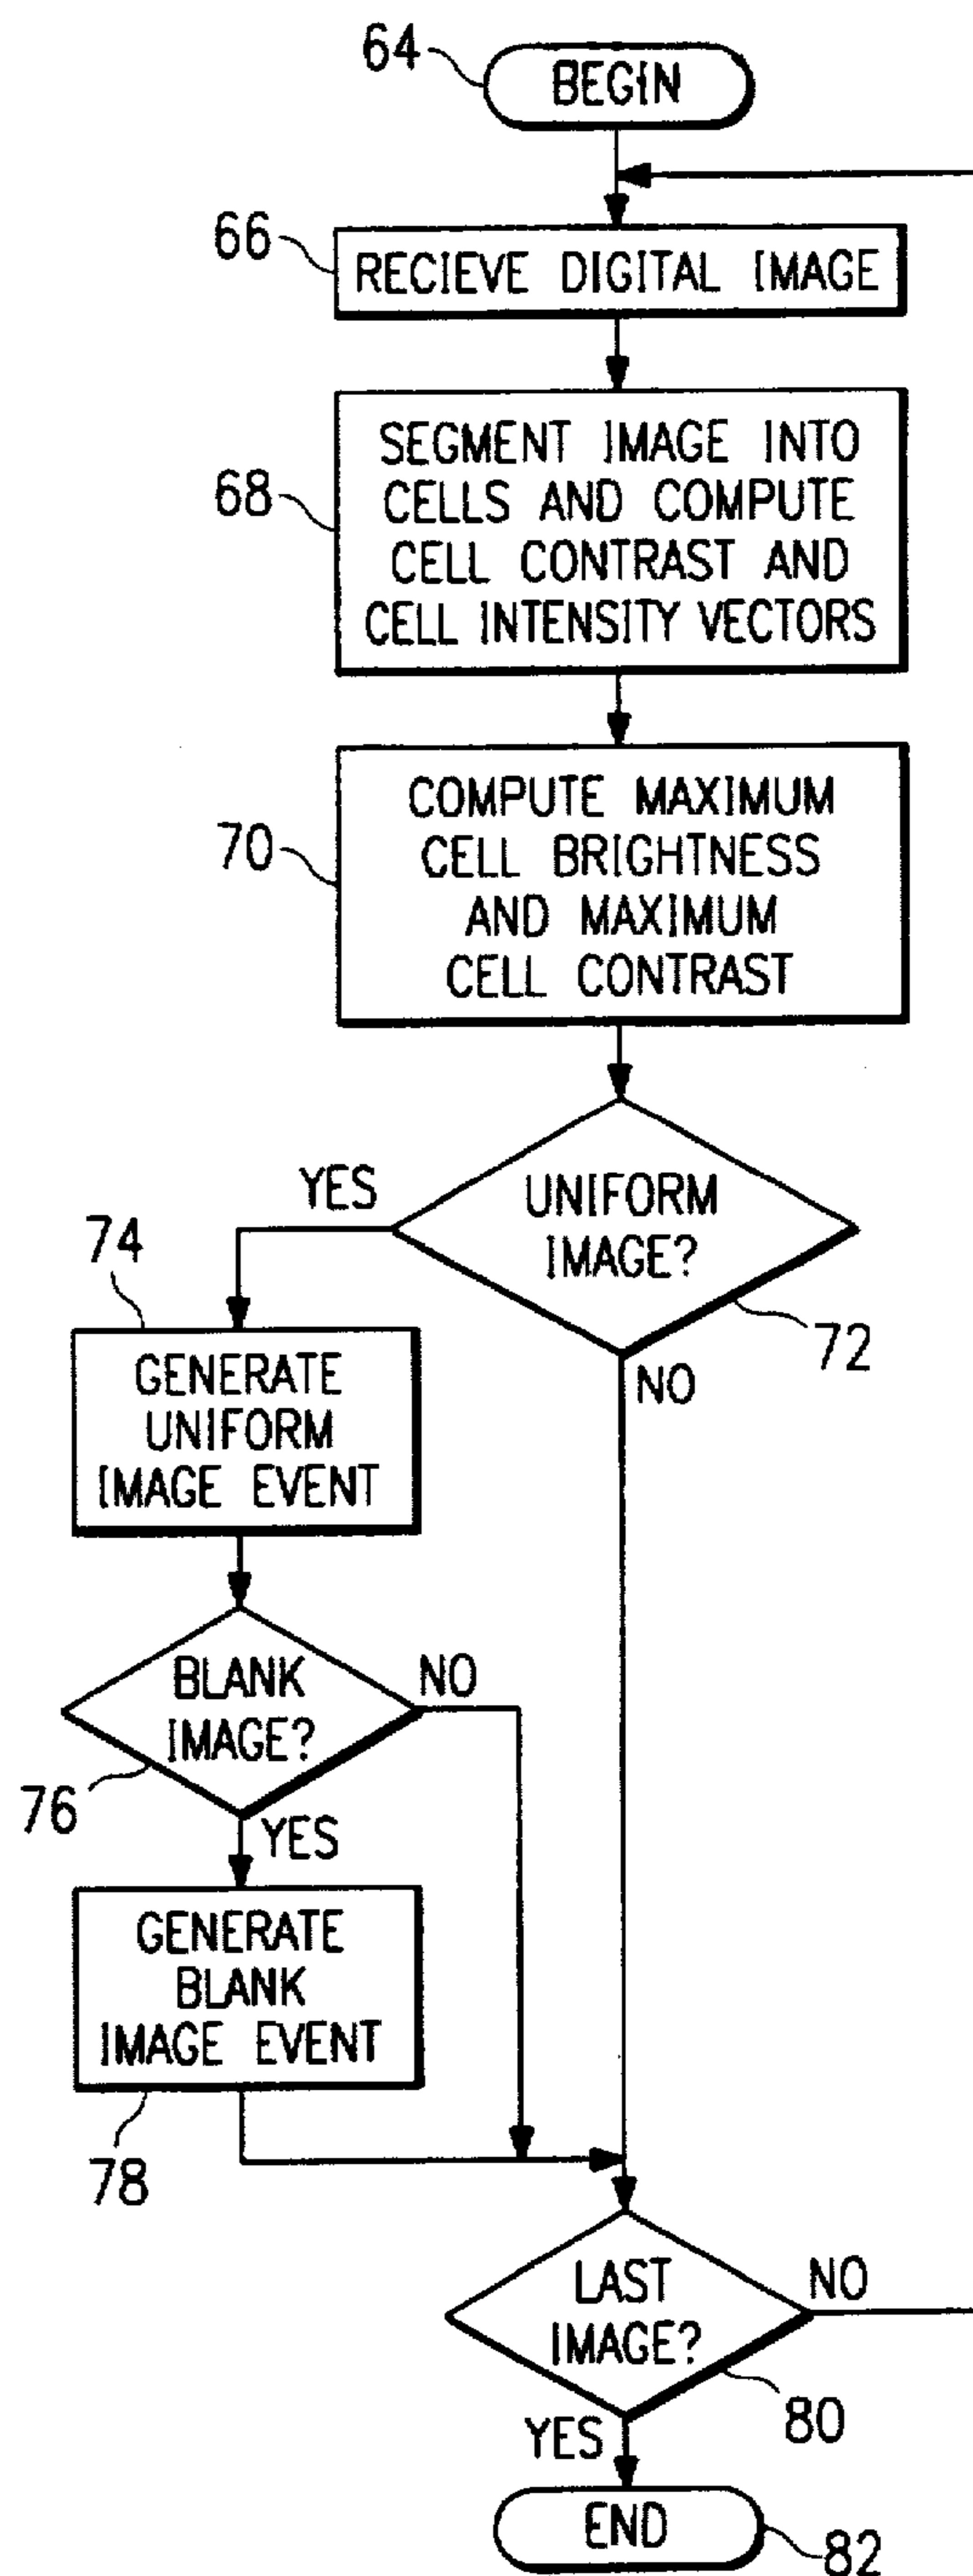 64
BEGIN
66
RECIEVE DIGITAL IMAGE
68
SEGMENT IMAGE INTO
CELLS AND COMPUTE
CELL CONTRAST AND
CELL INTENSITY VECTORS
70
COMPUTE MAXIMUM
CELL BRIGHTNESS
AND MAXIMUM
CELL CONTRAST
YES
UNIFORM
IMAGE?
72
NO
74
GENERATE
UNIFORM
IMAGE EVENT
BLANK
IMAGE?
NO
76
YES
GENERATE
BLANK
IMAGE EVENT
78
LAST
IMAGE?
NO
80
YES
END
82